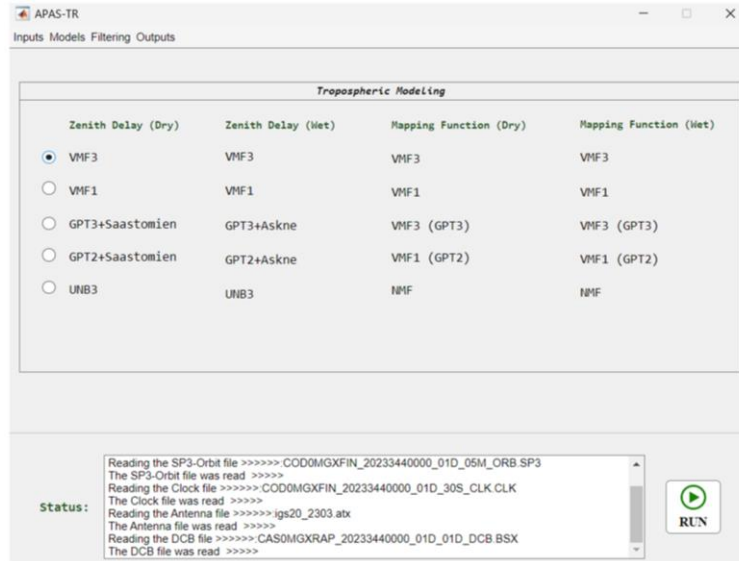 APAS-TR
Inputs Models Filtering Outputs
Tropospheric Modeling
Zenith Delay (Dry) Zenith Delay (Wet) Mapping Function (Dry) Mapping Function (Wet)
VMF3 VMF3 VMF3 VMF3
VMF1 VMF1 VMF1 VMF1
GPT3+Saastomien GPT3+Askne VMF3 (GPT3) VMF3 (GPT3)
GPT2+Saastomien GPT2+Askne VMF1 (GPT2) VMF1 (GPT2)
UNB3 UNB3 NMF NMF
Reading the SP3-Orbit file >>>>>>:COD0MGXFIN_20233440000_01D_05M_ORB.SP3
The SP3-Orbit file was read >>>>>
Reading the Clock file >>>>>>:COD0MGXFIN_20233440000_01D_30S_CLK.CLK
The Clock file was read >>>>>
Status:
Reading the Antenna file >>>>>>:igs20_2303.atx
The Antenna file was read >>>>>
Reading the DCB file >>>>>>:CAS0MGXRAP_20233440000_01D_01D_DCB.BSX
The DCB file was read >>>>>
RUN